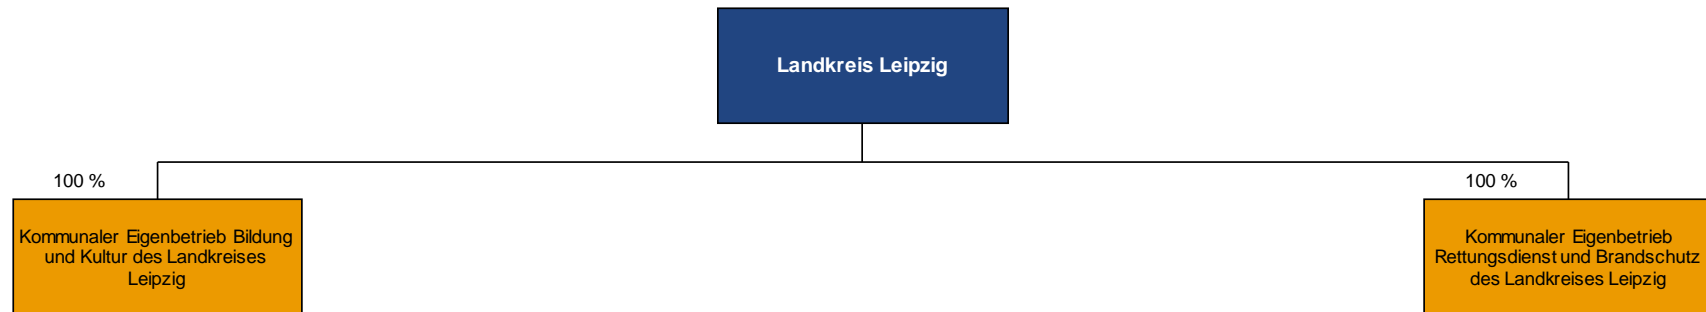 Landkreis Leipzig
100 %
Kommunaler Eigenbetrieb Bildung
und Kultur des Landkreises
Leipzig
100 %
Kommunaler Eigenbetrieb
Rettungsdienst und Brandschutz
des Landkreises Leipzig